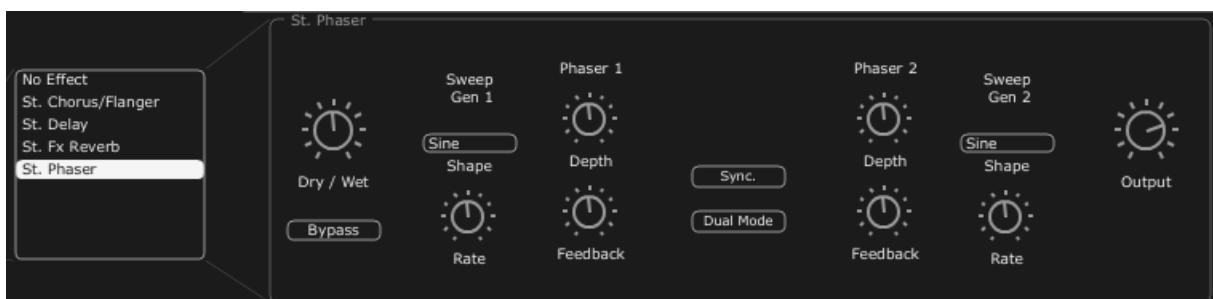 St. Phaser
No Effect
St. Chorus/Flanger
St. Delay
St. Fx Reverb
St. Phaser
Dry / Wet
Bypass
Sweep
Gen 1
Sine
Shape
Rate
Phaser 1
Depth
Feedback
Sync.
Dual Mode
Phaser 2
Depth
Feedback
Sweep
Gen 2
Sine
Shape
Rate
Output